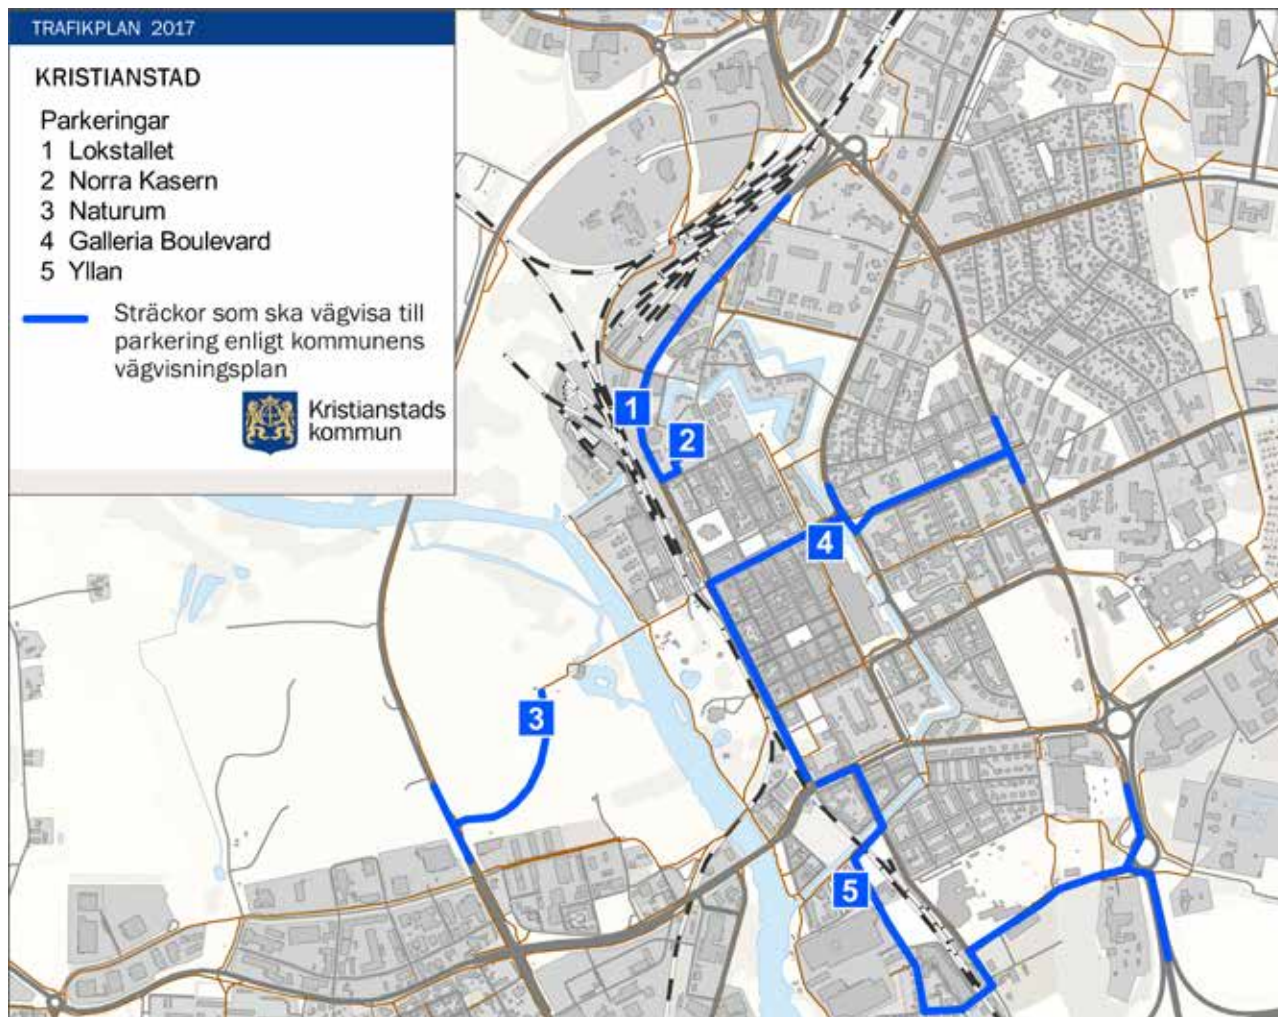 TRAFIKPLAN 2017
KRISTIANSTAD
Parkeringar
1 Lokstallet
2 Norra Kasern
3 Naturum
4 Galleria Boulevard
5 Yllan
Sträckor som ska vägvisa till
parkering enligt kommunens
vägvisningsplan
Kristianstads
kommun
1
2
4
3
5